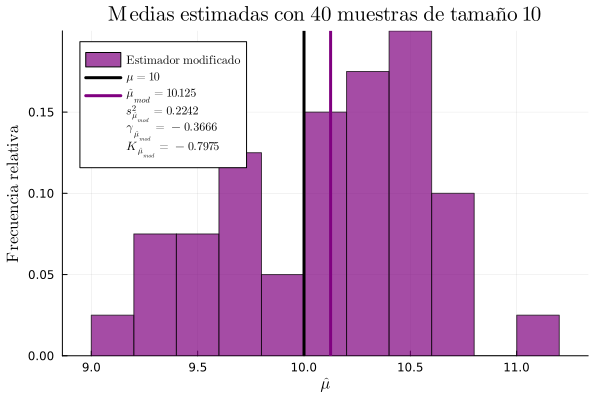 Medias estimadas con 40 muestras de tamaño 10
Estimador modificado
μ = 10
μ̂_mod = 10.125
s²_μ̂_mod = 0.2242
γ_μ̂_mod = −0.3666
K_μ̂_mod = −0.7975
Frecuencia relativa
0.15
0.10
0.05
0.00
9.0 9.5 10.0 10.5 11.0
μ̂